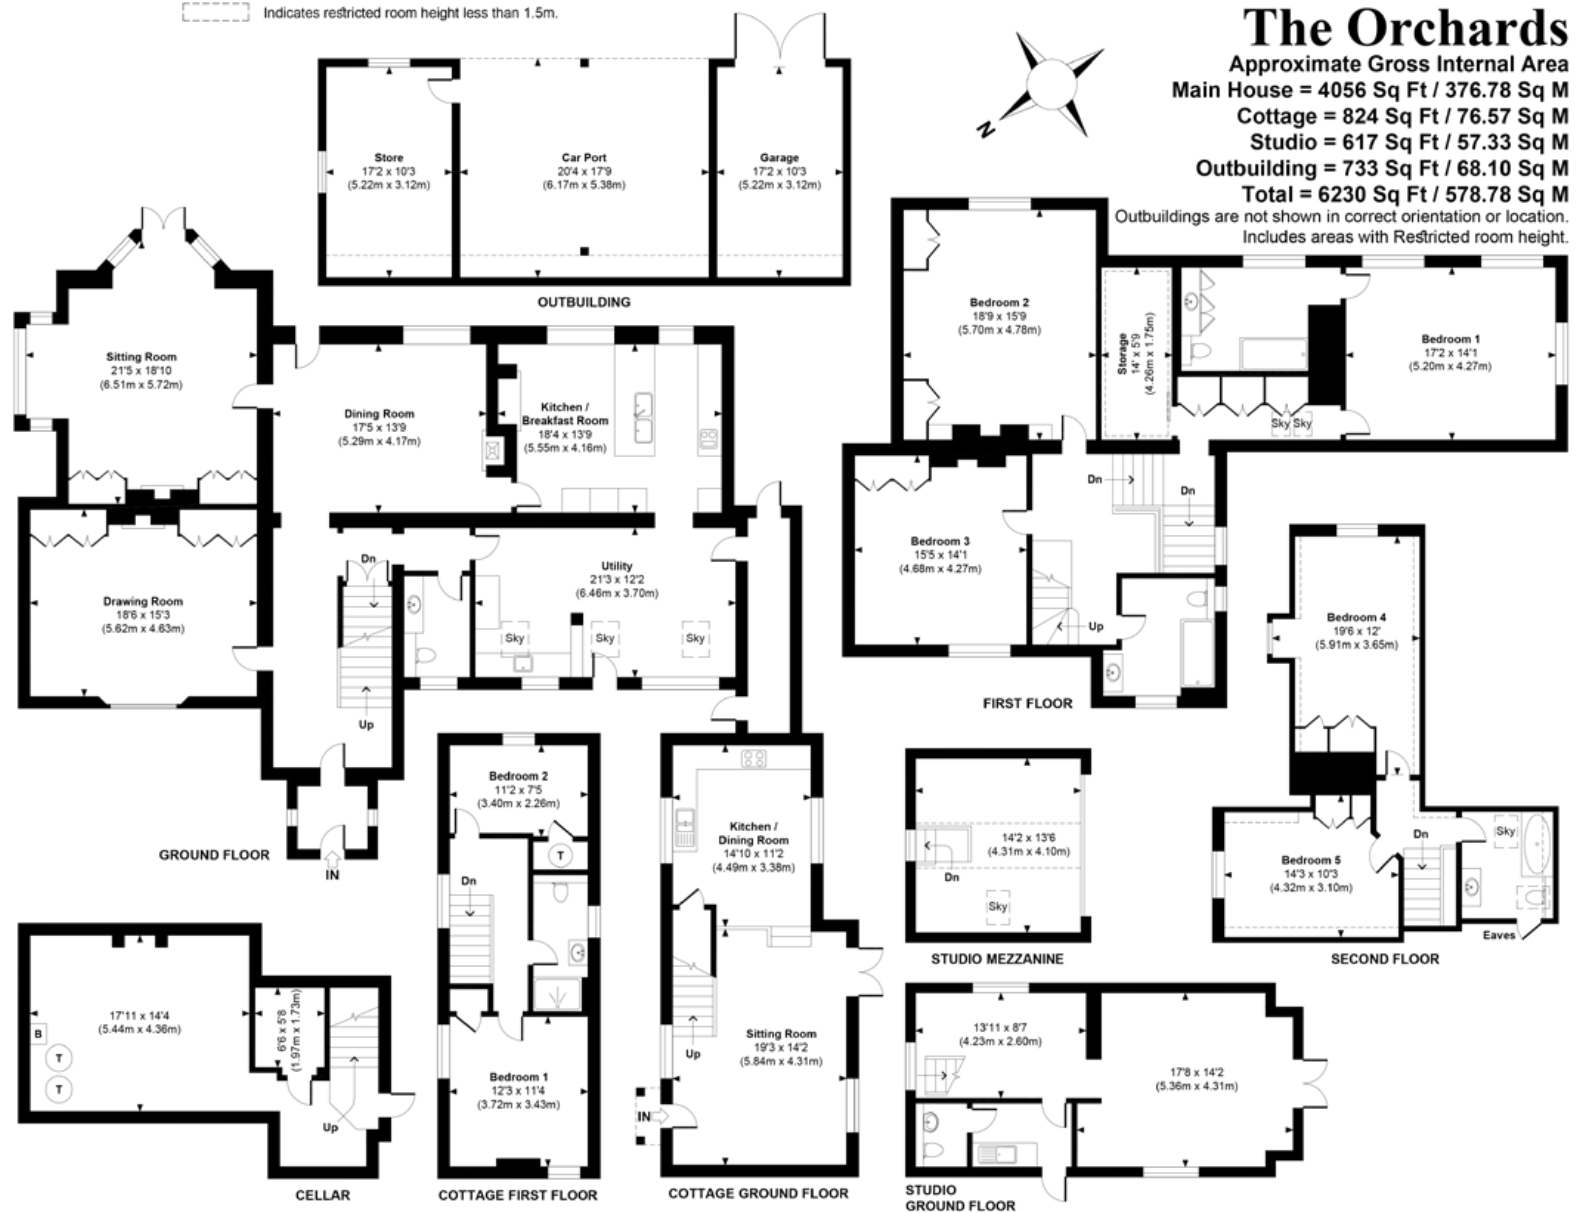 Indicates restricted room height less than 1.5m.
The Orchards
Approximate Gross Internal Area
Main House = 4056 Sq Ft / 376.78 Sq M
Cottage = 824 Sq Ft / 76.57 Sq M
Studio = 617 Sq Ft / 57.33 Sq M
Outbuilding = 733 Sq Ft / 68.10 Sq M
Total = 6230 Sq Ft / 578.78 Sq M
Outbuildings are not shown in correct orientation or location.
Includes areas with Restricted room height.
N
Store
17'2 x 10'3
(5.22m x 3.12m)
Car Port
20'4 x 17'9
(6.17m x 5.38m)
Garage
17'2 x 10'3
(5.22m x 3.12m)
OUTBUILDING
Sitting Room
21'5 x 18'10
(6.51m x 5.72m)
Dining Room
17'5 x 13'9
(5.29m x 4.17m)
Kitchen /
Breakfast Room
18'4 x 13'9
(5.55m x 4.16m)
Drawing Room
18'6 x 15'3
(5.62m x 4.63m)
Dn
Up
Utility
21'3 x 12'2
(6.46m x 3.70m)
Sky
Sky
Sky
IN
GROUND FLOOR
Bedroom 2
18'9 x 15'9
(5.70m x 4.78m)
Storage
14' x 5'9
(4.26m x 1.75m)
Bedroom 1
17'2 x 14'1
(5.20m x 4.27m)
Sky
Sky
Dn
Dn
Bedroom 3
15'5 x 14'1
(4.68m x 4.27m)
Up
FIRST FLOOR
Bedroom 4
19'6 x 12'
(5.91m x 3.65m)
Dn
Sky
Bedroom 5
14'3 x 10'3
(4.32m x 3.10m)
Eaves
SECOND FLOOR
17'11 x 14'4
(5.44m x 4.36m)
B
T
T
6'6 x 5'8
(1.97m x 1.73m)
Up
CELLAR
Bedroom 2
11'2 x 7'5
(3.40m x 2.26m)
T
Dn
Bedroom 1
12'3 x 11'4
(3.72m x 3.43m)
COTTAGE FIRST FLOOR
Kitchen /
Dining Room
14'10 x 11'2
(4.49m x 3.38m)
Sitting Room
19'3 x 14'2
(5.84m x 4.31m)
Up
IN
COTTAGE GROUND FLOOR
14'2 x 13'6
(4.31m x 4.10m)
Dn
Sky
STUDIO MEZZANINE
13'11 x 8'7
(4.23m x 2.60m)
17'8 x 14'2
(5.36m x 4.31m)
STUDIO
GROUND FLOOR